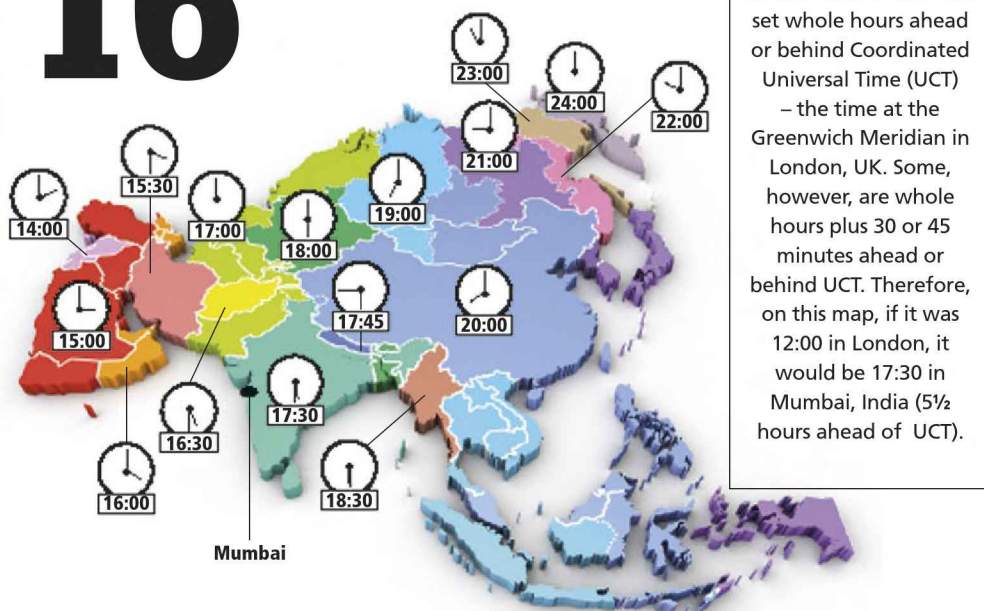 16
23:00
24:00
22:00
21:00
15:30
14:00
17:00
19:00
18:00
15:00
17:45
20:00
17:30
16:30
16:00
18:30
Mumbai
set whole hours ahead
or behind Coordinated
Universal Time (UCT)
– the time at the
Greenwich Meridian in
London, UK. Some,
however, are whole
hours plus 30 or 45
minutes ahead or
behind UCT. Therefore,
on this map, if it was
12:00 in London, it
would be 17:30 in
Mumbai, India (5½
hours ahead of UCT).